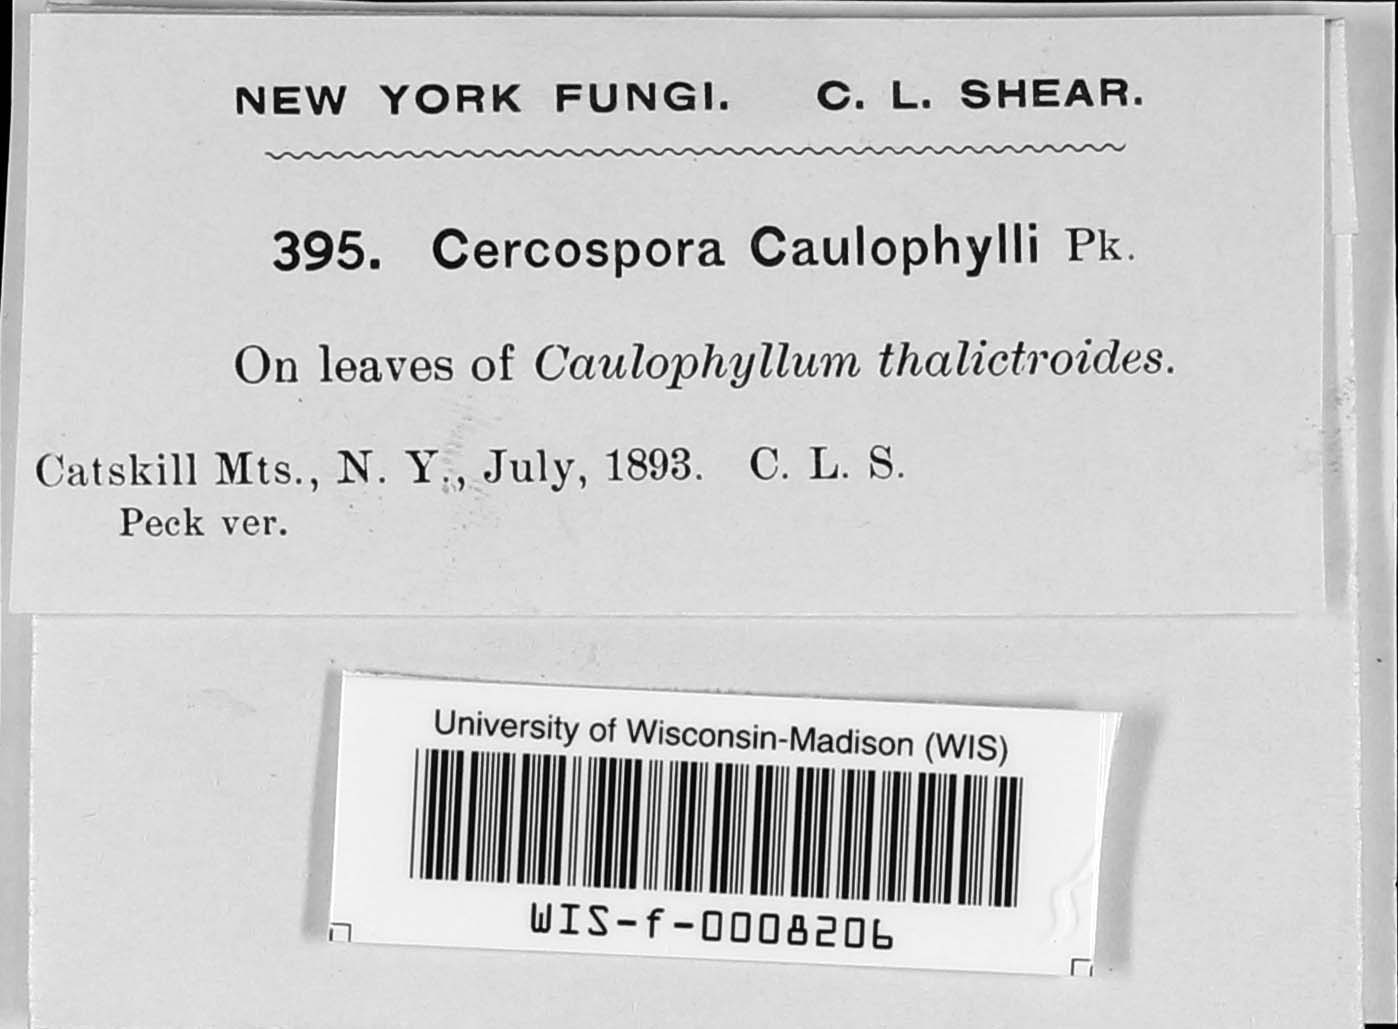 NEW YORK FUNGI. C. L. SHEAR.
395. Cercospora Caulophylli Pk.
On leaves of Caulophyllum thalictroides.
Catskill Mts., N. Y., July, 1893. C. L. S.
Peck ver.
University of Wisconsin-Madison (WIS)
WIS-f-0008206